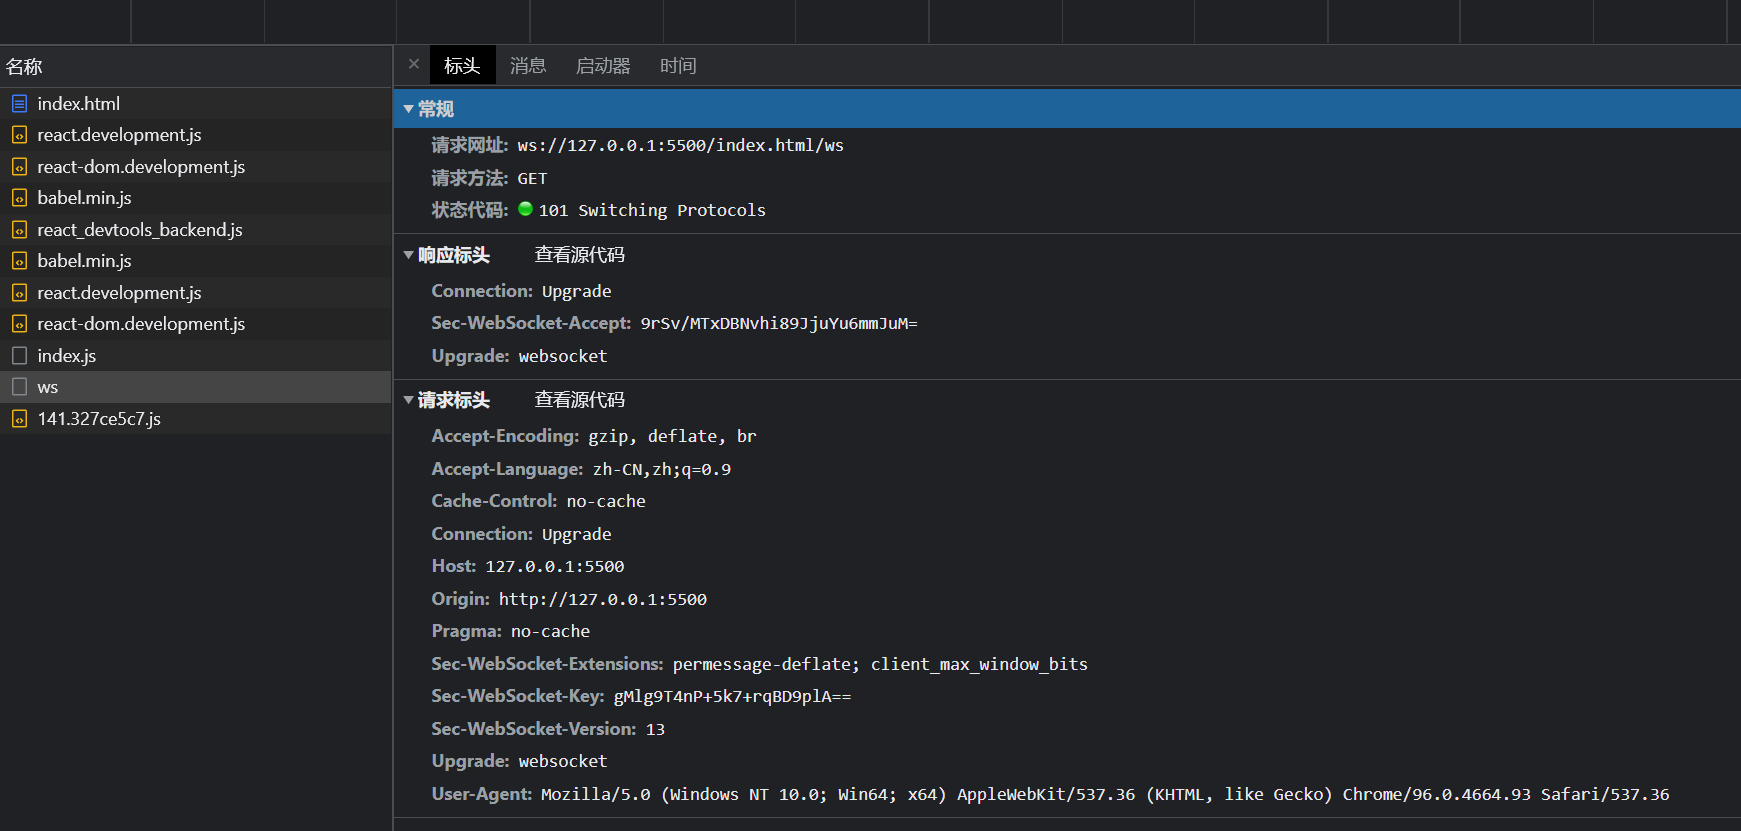 名称
index.html
react.development.js
react-dom.development.js
babel.min.js
react_devtools_backend.js
babel.min.js
react.development.js
react-dom.development.js
index.js
ws
141.327ce5c7.js
× 标头 消息 启动器 时间
常规
请求网址: ws://127.0.0.1:5500/index.html/ws
请求方法: GET
状态代码: 101 Switching Protocols
响应标头 查看源代码
Connection: Upgrade
Sec-WebSocket-Accept: 9rSv/MTxDBNvhi89JjuYu6mmJuM=
Upgrade: websocket
请求标头 查看源代码
Accept-Encoding: gzip, deflate, br
Accept-Language: zh-CN,zh;q=0.9
Cache-Control: no-cache
Connection: Upgrade
Host: 127.0.0.1:5500
Origin: http://127.0.0.1:5500
Pragma: no-cache
Sec-WebSocket-Extensions: permessage-deflate; client_max_window_bits
Sec-WebSocket-Key: gMlg9T4nP+5k7+rqBD9plA==
Sec-WebSocket-Version: 13
Upgrade: websocket
User-Agent: Mozilla/5.0 (Windows NT 10.0; Win64; x64) AppleWebKit/537.36 (KHTML, like Gecko) Chrome/96.0.4664.93 Safari/537.36